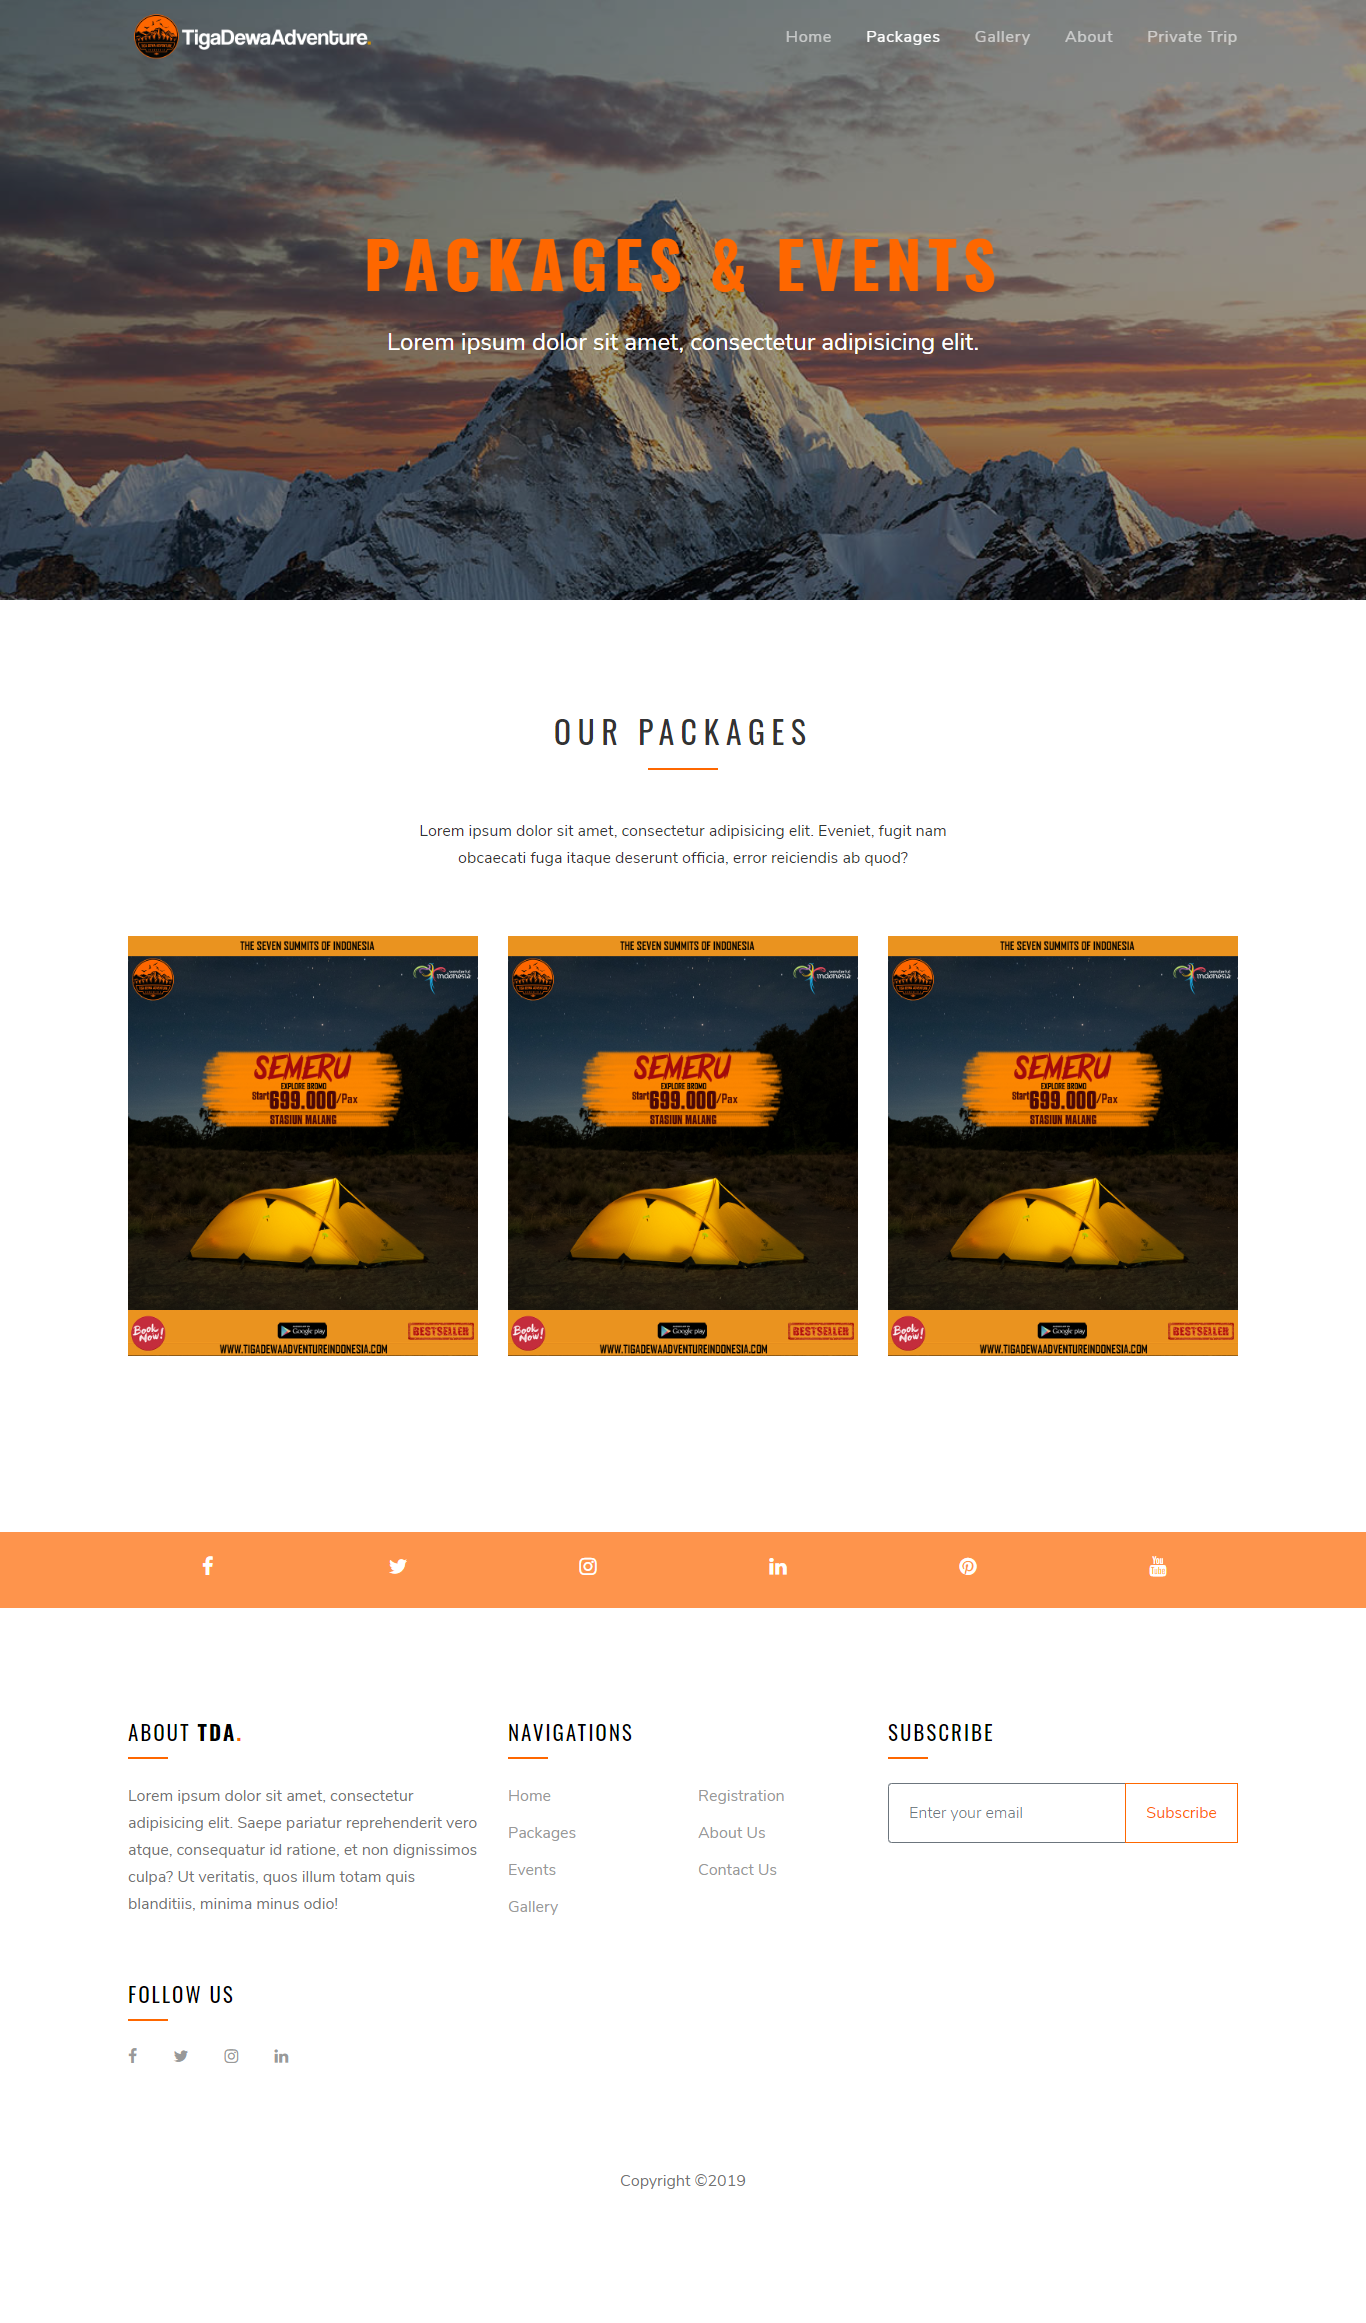 TigaDewaAdventure.
Home Packages Gallery About Private Trip
PACKAGES & EVENTS
Lorem ipsum dolor sit amet, consectetur adipisicing elit.
OUR PACKAGES
Lorem ipsum dolor sit amet, consectetur adipisicing elit. Eveniet, fugit nam
obcaecati fuga itaque deserunt officia, error reiciendis ab quod?
THE SEVEN SUMMITS OF INDONESIA
wonderful
indonesia
SEMERU
EXPLORE BROMO
Start 699.000/Pax
STASIUN MALANG
Book Now!
Google play
BESTSELLER
WWW.TIGADEWAADVENTUREINDONESIA.COM
THE SEVEN SUMMITS OF INDONESIA
wonderful
indonesia
SEMERU
EXPLORE BROMO
Start 699.000/Pax
STASIUN MALANG
Book Now!
Google play
BESTSELLER
WWW.TIGADEWAADVENTUREINDONESIA.COM
THE SEVEN SUMMITS OF INDONESIA
wonderful
indonesia
SEMERU
EXPLORE BROMO
Start 699.000/Pax
STASIUN MALANG
Book Now!
Google play
BESTSELLER
WWW.TIGADEWAADVENTUREINDONESIA.COM
You Tube
ABOUT TDA.
Lorem ipsum dolor sit amet, consectetur
adipisicing elit. Saepe pariatur reprehenderit vero
atque, consequatur id ratione, et non dignissimos
culpa? Ut veritatis, quos illum totam quis
blanditiis, minima minus odio!
NAVIGATIONS
Home
Packages
Events
Gallery
Registration
About Us
Contact Us
SUBSCRIBE
Enter your email
Subscribe
FOLLOW US
Copyright ©2019